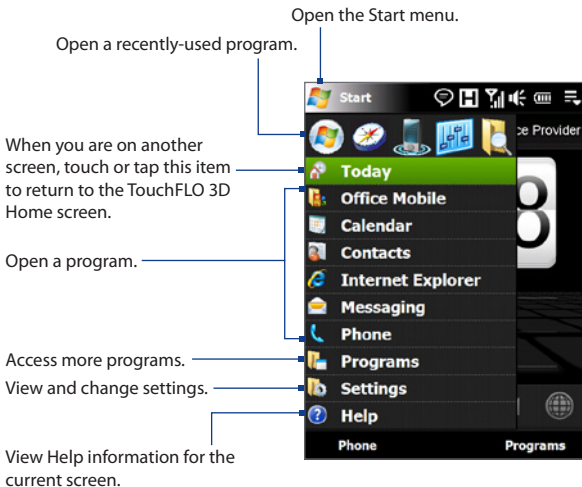 Open the Start menu.
Open a recently-used program.
When you are on another
screen, touch or tap this item
to return to the TouchFLO 3D
Home screen.
Open a program.
Access more programs.
View and change settings.
View Help information for the
current screen.
Start
H
ce Provider
Today
8
Office Mobile
Calendar
Contacts
Internet Explorer
Messaging
Phone
Programs
Settings
Help
Phone
Programs